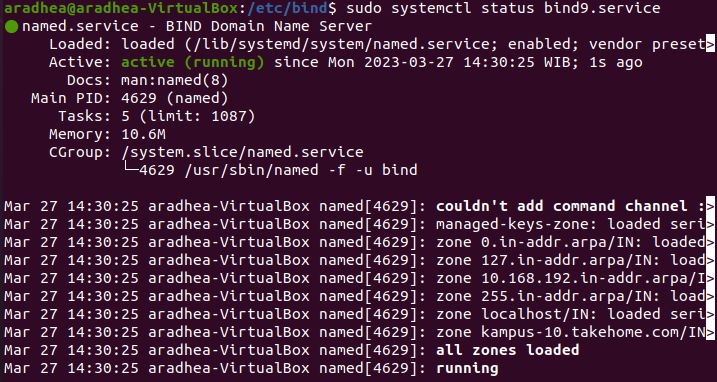 aradhea@aradhea-VirtualBox:/etc/bind$ sudo systemctl status bind9.service
● named.service - BIND Domain Name Server
     Loaded: loaded (/lib/systemd/system/named.service; enabled; vendor preset>
     Active: active (running) since Mon 2023-03-27 14:30:25 WIB; 1s ago
       Docs: man:named(8)
   Main PID: 4629 (named)
      Tasks: 5 (limit: 1087)
     Memory: 10.6M
     CGroup: /system.slice/named.service
             └─4629 /usr/sbin/named -f -u bind

Mar 27 14:30:25 aradhea-VirtualBox named[4629]: couldn't add command channel :>
Mar 27 14:30:25 aradhea-VirtualBox named[4629]: managed-keys-zone: loaded seri>
Mar 27 14:30:25 aradhea-VirtualBox named[4629]: zone 0.in-addr.arpa/IN: loaded>
Mar 27 14:30:25 aradhea-VirtualBox named[4629]: zone 127.in-addr.arpa/IN: load>
Mar 27 14:30:25 aradhea-VirtualBox named[4629]: zone 10.168.192.in-addr.arpa/I>
Mar 27 14:30:25 aradhea-VirtualBox named[4629]: zone 255.in-addr.arpa/IN: load>
Mar 27 14:30:25 aradhea-VirtualBox named[4629]: zone localhost/IN: loaded seri>
Mar 27 14:30:25 aradhea-VirtualBox named[4629]: zone kampus-10.takehome.com/IN>
Mar 27 14:30:25 aradhea-VirtualBox named[4629]: all zones loaded
Mar 27 14:30:25 aradhea-VirtualBox named[4629]: running